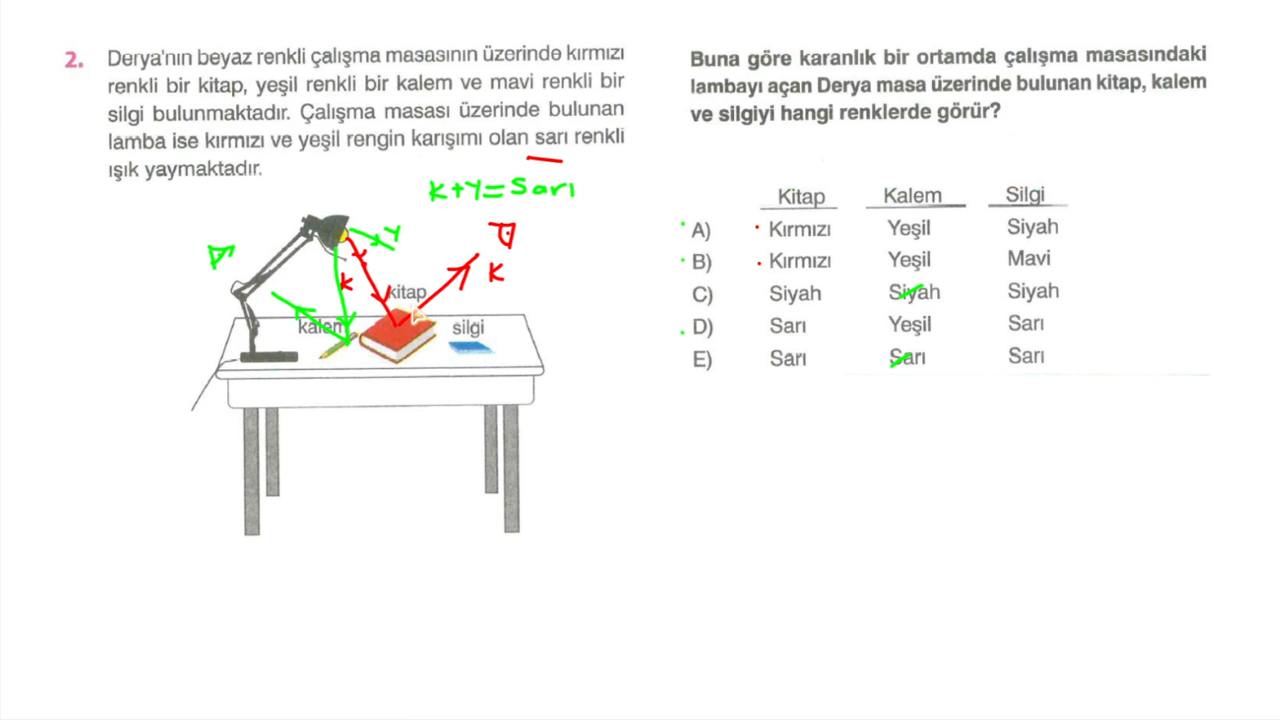 2. Derya'nın beyaz renkli çalışma masasının üzerinde kırmızı
renkli bir kitap, yeşil renkli bir kalem ve mavi renkli bir
silgi bulunmaktadır. Çalışma masası üzerinde bulunan
lamba ise kırmızı ve yeşil rengin karışımı olan sarı renkli
ışık yaymaktadır.
K+Y=Sarı
Y
K
K
kitap
kalem
silgi
Buna göre karanlık bir ortamda çalışma masasındaki
lambayı açan Derya masa üzerinde bulunan kitap, kalem
ve silgiyi hangi renklerde görür?
Kitap Kalem Silgi
A) Kırmızı Yeşil Siyah
B) Kırmızı Yeşil Mavi
C) Siyah Siyah Siyah
D) Sarı Yeşil Sarı
E) Sarı Sarı Sarı